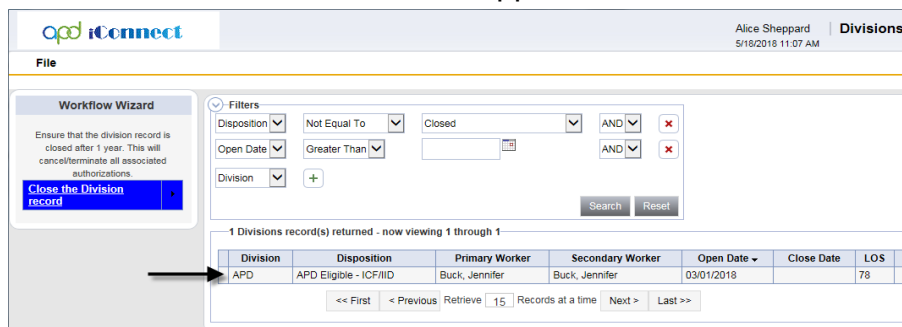 apd iConnect
Alice Sheppard
Divisions
5/18/2018 11:07 AM
File
Workflow Wizard
Ensure that the division record is
closed after 1 year. This will
cancel/terminate all associated
authorizations.
Close the Division
record
Filters
Disposition Not Equal To Closed AND
Open Date Greater Than AND
Division +
Search Reset
1 Divisions record(s) returned - now viewing 1 through 1
Division Disposition Primary Worker Secondary Worker Open Date Close Date LOS
APD APD Eligible - ICF/IID Buck, Jennifer Buck, Jennifer 03/01/2018 78
<< First < Previous Retrieve 15 Records at a time Next > Last >>